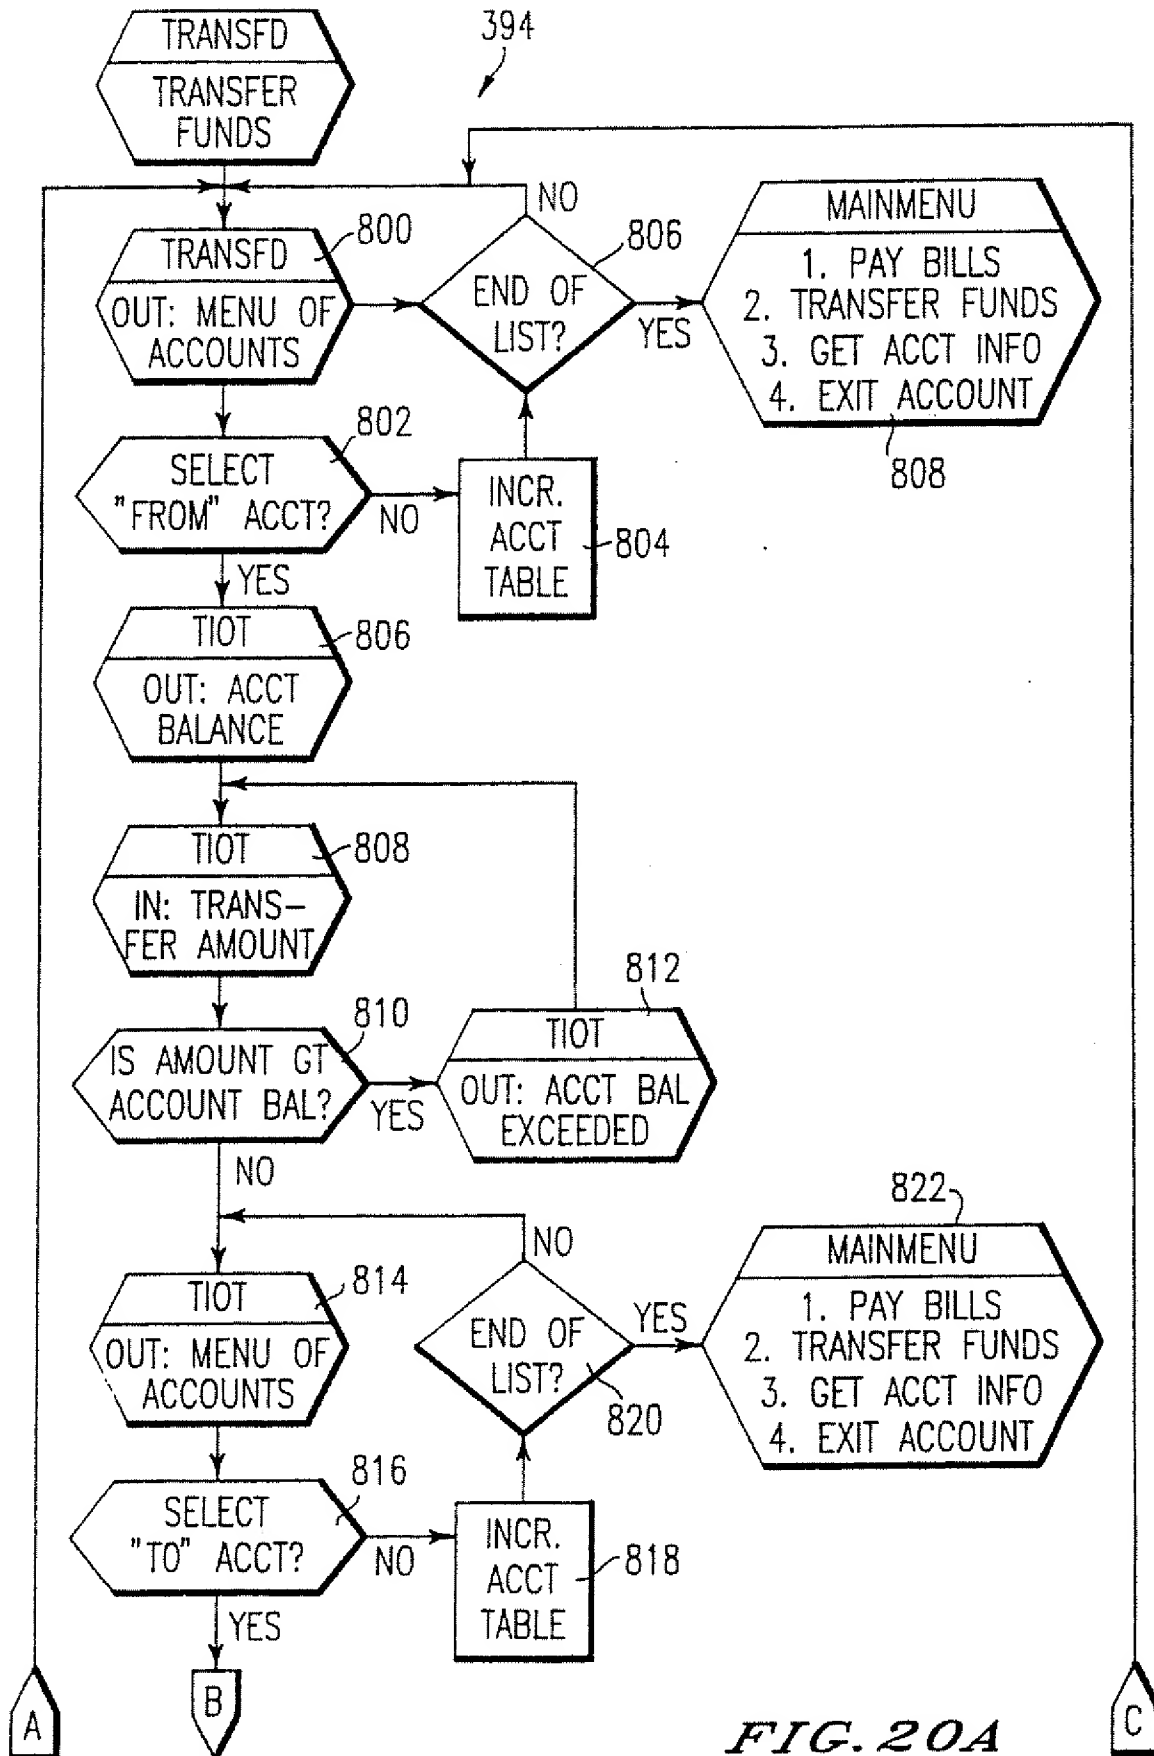 TRANSFD
TRANSFER
FUNDS
394
TRANSFD
OUT: MENU OF
ACCOUNTS
800
NO
END OF
LIST?
806
YES
MAINMENU
1. PAY BILLS
2. TRANSFER FUNDS
3. GET ACCT INFO
4. EXIT ACCOUNT
808
SELECT
"FROM" ACCT?
802
NO
INCR.
ACCT
TABLE
804
YES
TIOT
OUT: ACCT
BALANCE
806
TIOT
IN: TRANS-
FER AMOUNT
808
IS AMOUNT GT
ACCOUNT BAL?
810
YES
812
TIOT
OUT: ACCT BAL
EXCEEDED
NO
TIOT
OUT: MENU OF
ACCOUNTS
814
NO
END OF
LIST?
820
YES
822
MAINMENU
1. PAY BILLS
2. TRANSFER FUNDS
3. GET ACCT INFO
4. EXIT ACCOUNT
SELECT
"TO" ACCT?
816
NO
INCR.
ACCT
TABLE
818
YES
A
B
C
FIG. 20A